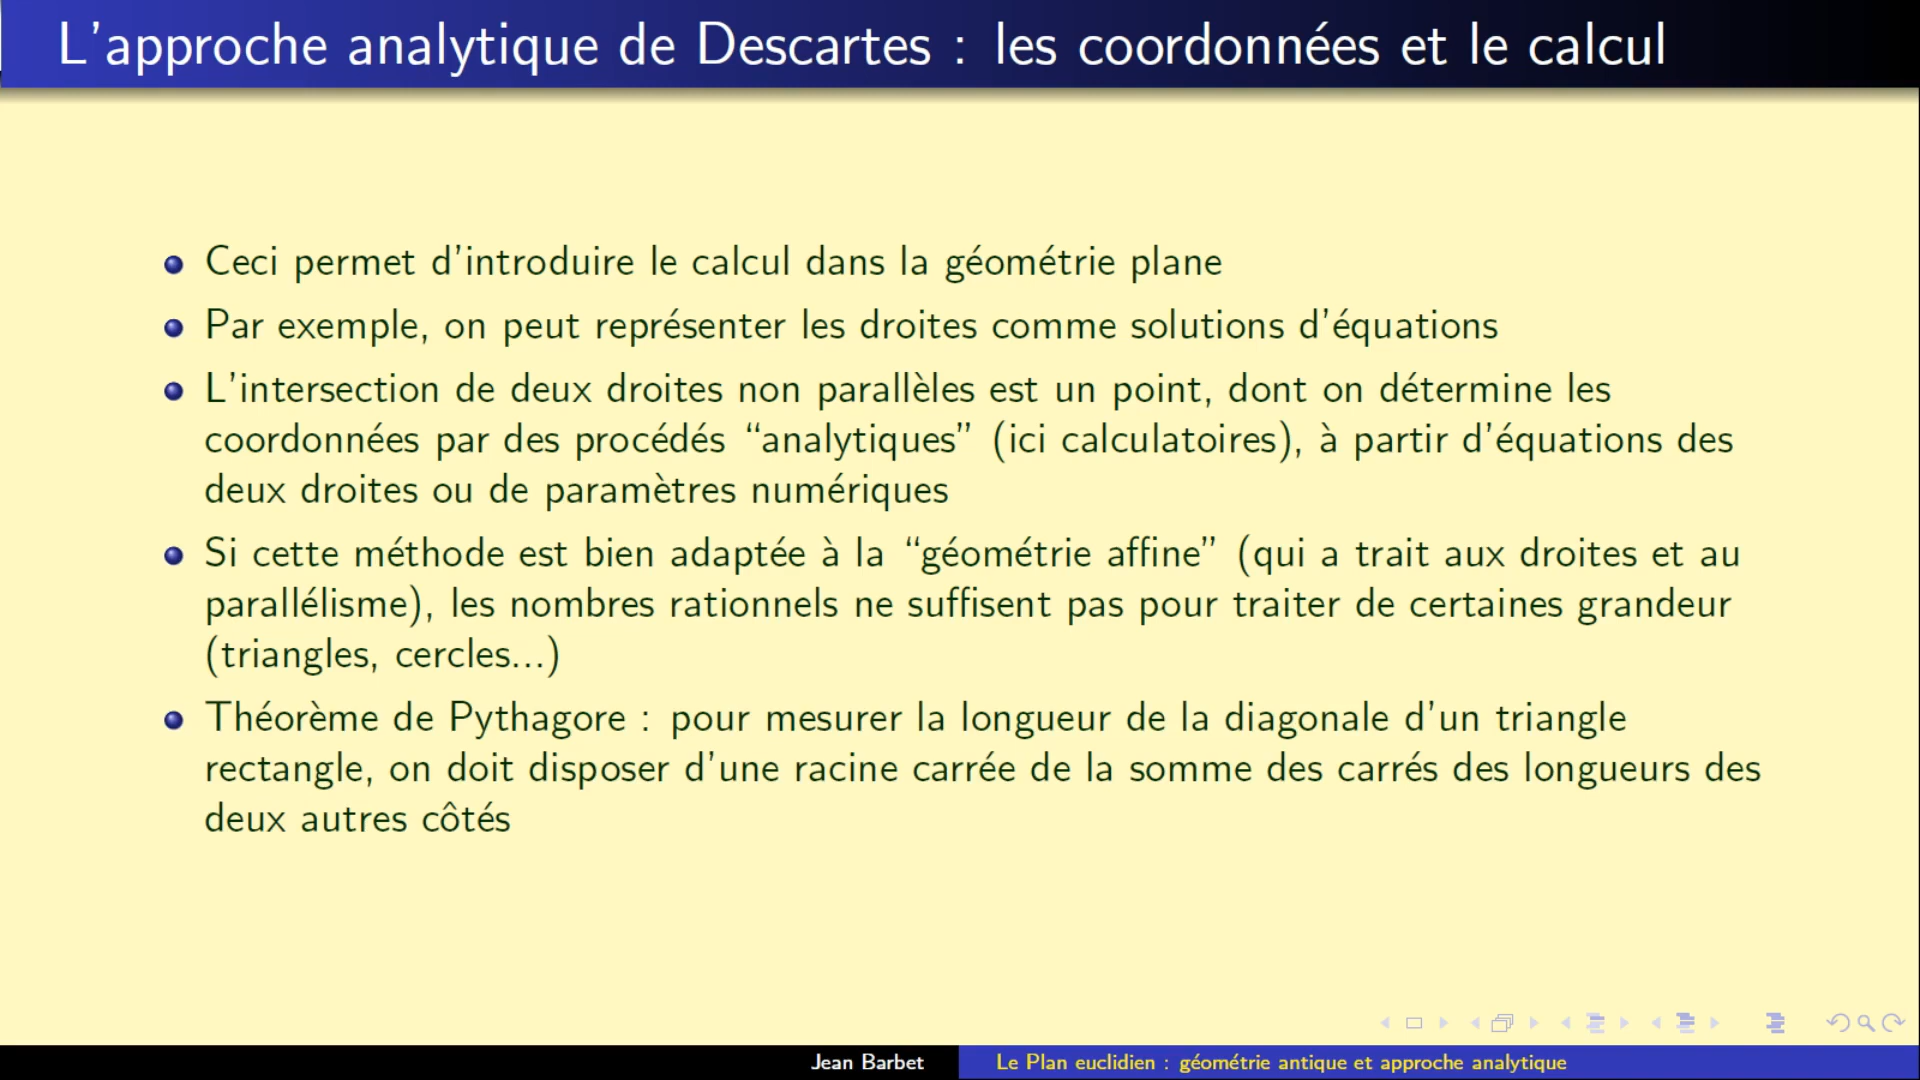 L'approche analytique de Descartes : les coordonnées et le calcul
Ceci permet d'introduire le calcul dans la géométrie plane
Par exemple, on peut représenter les droites comme solutions d'équations
L'intersection de deux droites non parallèles est un point, dont on détermine les
coordonnées par des procédés “analytiques” (ici calculatoires), à partir d'équations des
deux droites ou de paramètres numériques
Si cette méthode est bien adaptée à la “géométrie affine” (qui a trait aux droites et au
parallélisme), les nombres rationnels ne suffisent pas pour traiter de certaines grandeur
(triangles, cercles...)
Théorème de Pythagore : pour mesurer la longueur de la diagonale d'un triangle
rectangle, on doit disposer d'une racine carrée de la somme des carrés des longueurs des
deux autres côtés
Jean Barbet
Le Plan euclidien : géométrie antique et approche analytique